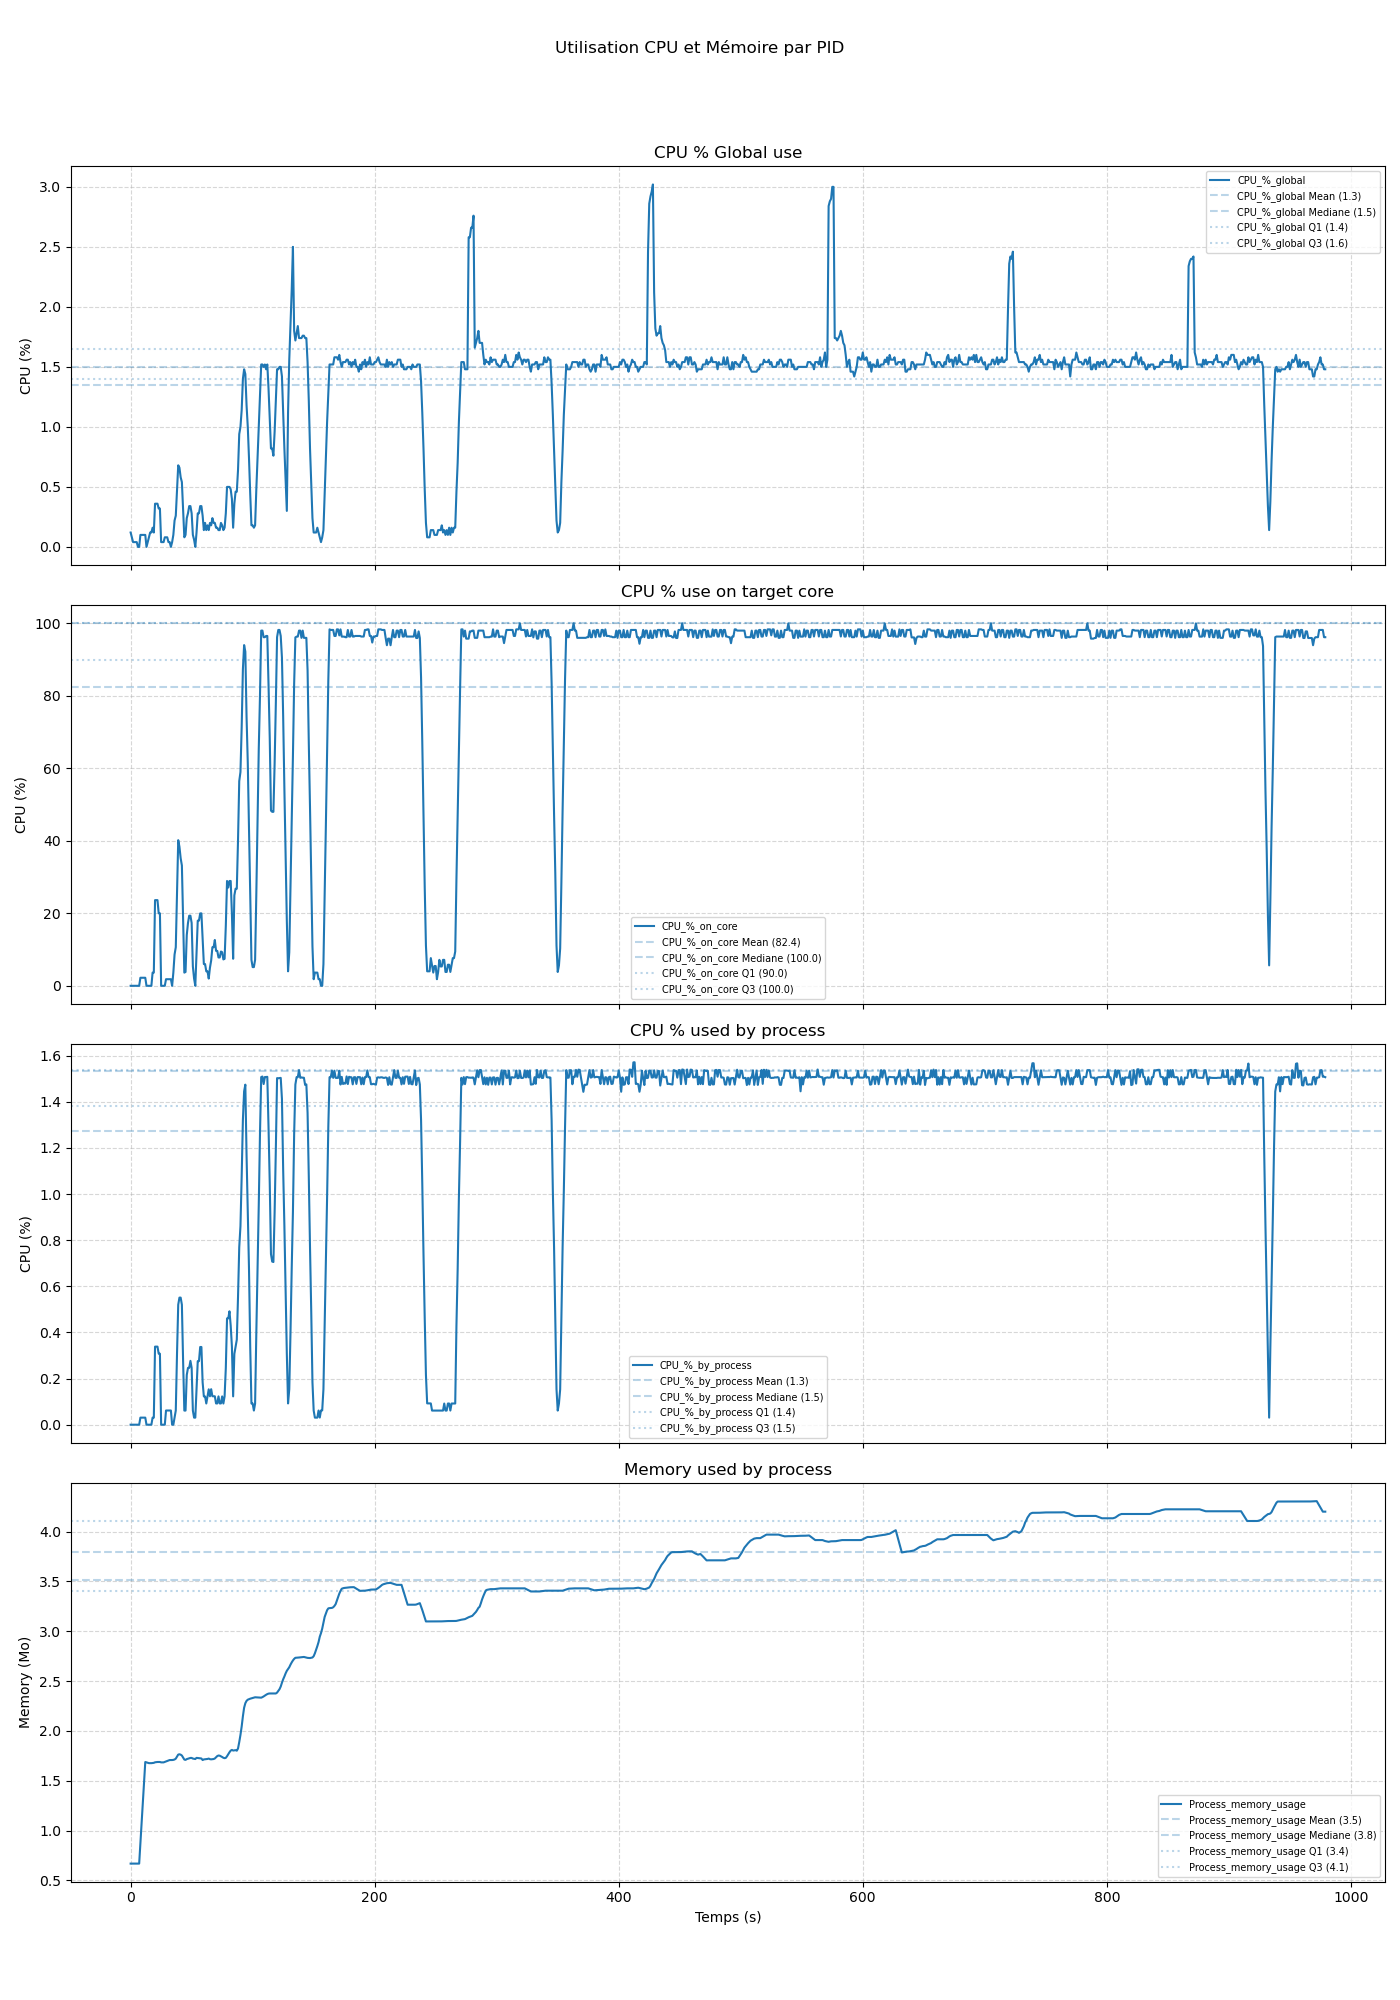 Utilisation CPU et Mémoire par PID
CPU % Global use
3.0
2.5
2.0
1.5
1.0
0.5
0.0
CPU (%)
CPU_%_global
CPU_%_global Mean (1.3)
CPU_%_global Mediane (1.5)
CPU_%_global Q1 (1.4)
CPU_%_global Q3 (1.6)
CPU % use on target core
100
80
60
40
20
0
CPU (%)
CPU_%_on_core
CPU_%_on_core Mean (82.4)
CPU_%_on_core Mediane (100.0)
CPU_%_on_core Q1 (90.0)
CPU_%_on_core Q3 (100.0)
CPU % used by process
1.6
1.4
1.2
1.0
0.8
0.6
0.4
0.2
0.0
CPU (%)
CPU_%_by_process
CPU_%_by_process Mean (1.3)
CPU_%_by_process Mediane (1.5)
CPU_%_by_process Q1 (1.4)
CPU_%_by_process Q3 (1.5)
Memory used by process
4.0
3.5
3.0
2.5
2.0
1.5
1.0
0.5
Memory (Mo)
Process_memory_usage
Process_memory_usage Mean (3.5)
Process_memory_usage Mediane (3.8)
Process_memory_usage Q1 (3.4)
Process_memory_usage Q3 (4.1)
0 200 400 600 800 1000
Temps (s)